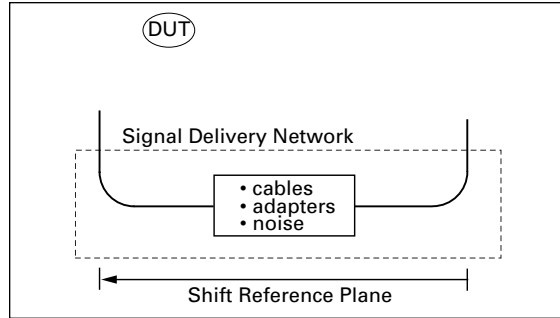 DUT
Signal Delivery Network
• cables
• adapters
• noise
Shift Reference Plane